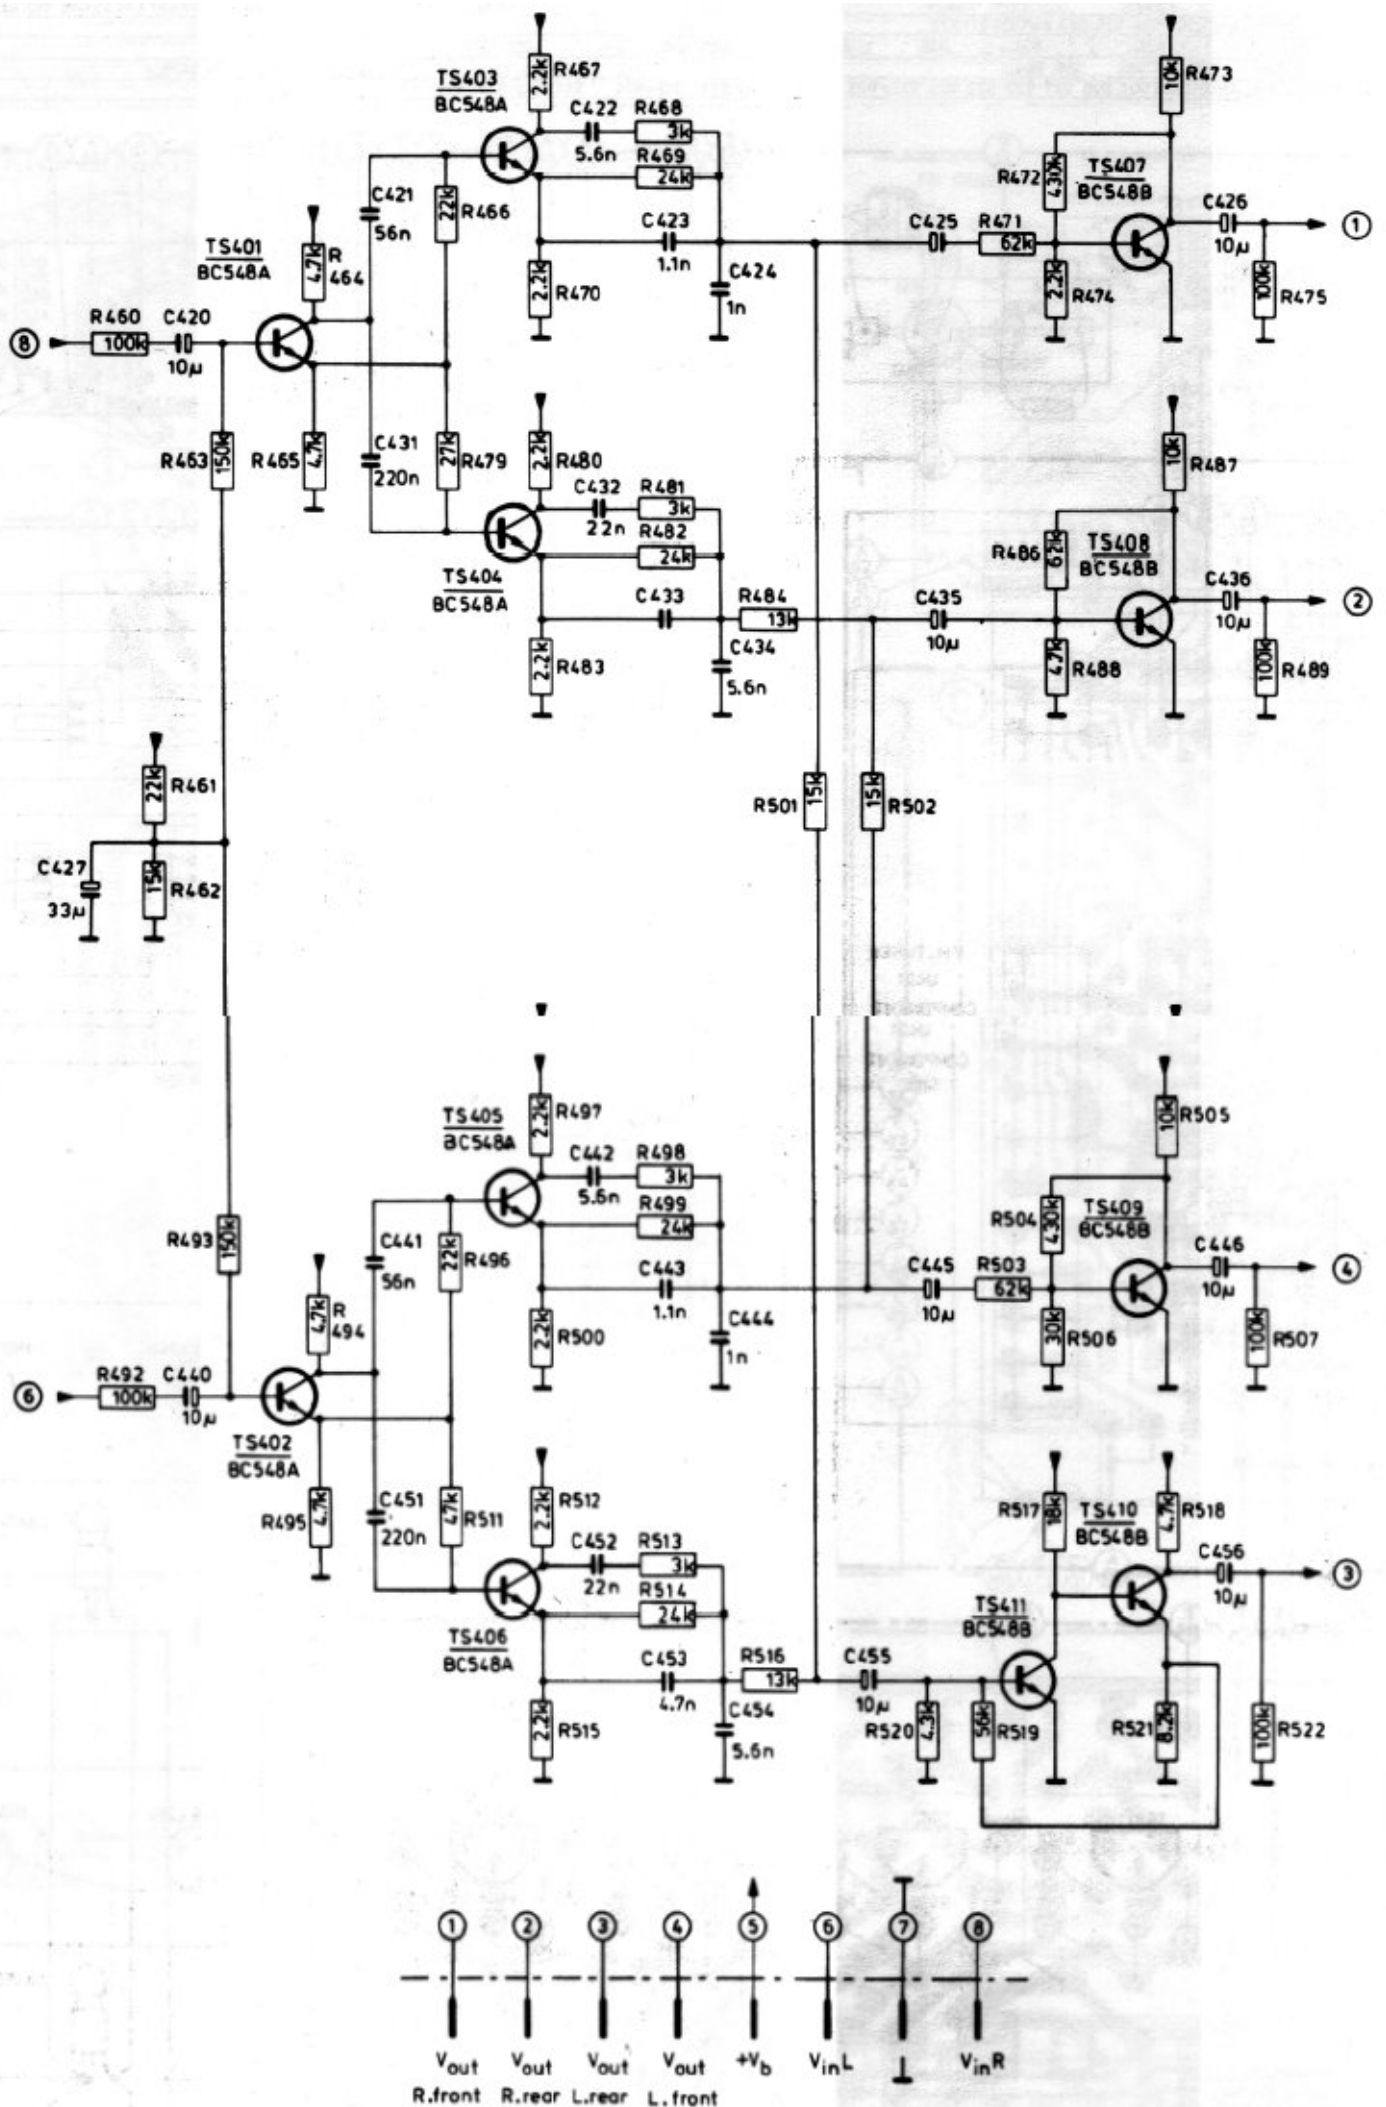 2.2k R467
TS403
BC548A
C422 R468
5.6n 3k
R469
24k
C421
56n
22k R466
C423
1.1n
C424
1n
2.2k R470
10k R473
R472 430k
TS407
BC548B
C425 R471
62k
C426
10μ
①
2.2k R474
100k R475
TS401
BC548A
4.7k R
464
R460 C420
⑧ 100k
10μ
R463 150k
R465 4.7k
C431
220n
27k R479
2.2k R480
C432 R481
22n 3k
R482
24k
TS404
BC548A
C433 R484
13k
C434
5.6n
2.2k R483
10k R487
R486 62k
TS408
BC548B
C435
10μ
C436
10μ
②
4.7k R488
100k R489
22k R461
C427
33μ
15k R462
R501 15k
15k R502
2.2k R497
TS405
BC548A
C442 R498
5.6n 3k
R499
24k
R493 150k
C441
56n
22k R496
C443
1.1n
C444
1n
2.2k R500
10k R505
R504 430k
TS409
BC548B
C445 R503
10μ 62k
C446
10μ
④
30k R506
100k R507
4.7k R
494
R492 C440
⑥ 100k
10μ
TS402
BC548A
R495 4.7k
C451
220n
47k R511
2.2k R512
C452 R513
22n 3k
R514
24k
TS406
BC548A
C453 R516
4.7n 13k
C454
5.6n
2.2k R515
R517 18k
TS410
BC548B
4.7k R518
C456
10μ
③
TS411
BC548B
C455
10μ
R520 4.3k
56k R519
R521 8.2k
100k R522
① ② ③ ④ ⑤ ⑥ ⑦ ⑧
Vout Vout Vout Vout +Vb VinL VinR
R.front R.rear L.rear L.front